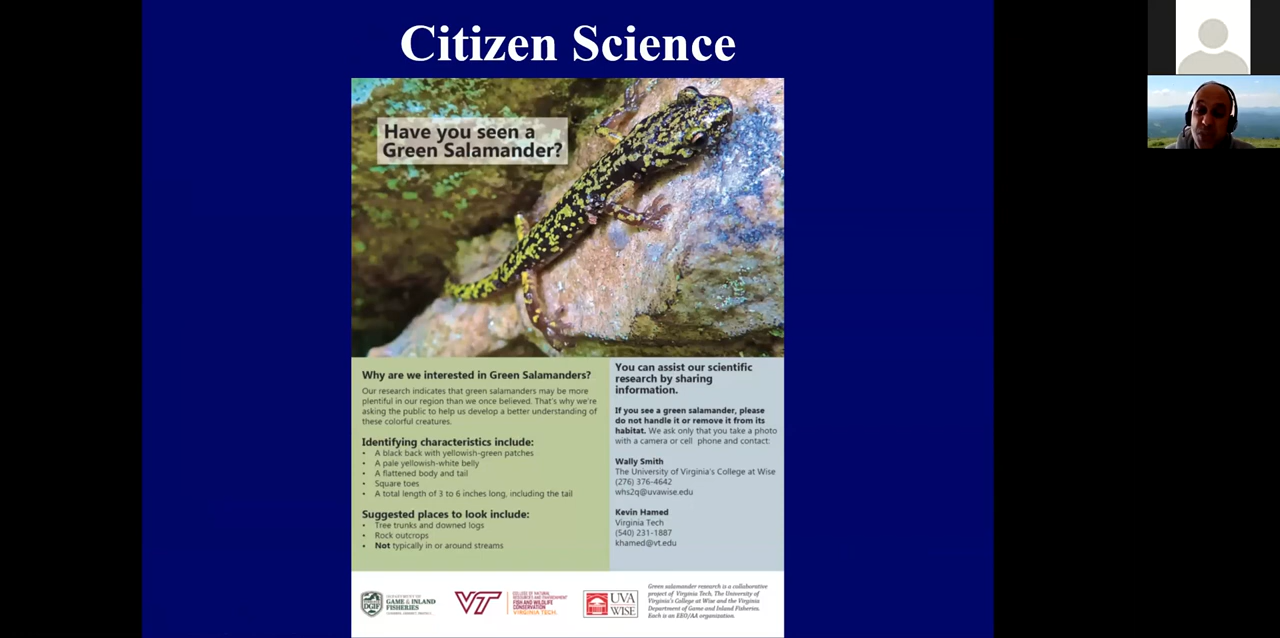 Citizen Science
Have you seen a
Green Salamander?
Why are we interested in Green Salamanders?
Our research indicates that green salamanders may be more
plentiful in our region than we once believed. That's why we're
asking the public to help us develop a better understanding of
these colorful creatures.
Identifying characteristics include:
• A black back with yellowish-green patches
• A pale yellowish-white belly
• A flattened body and tail
• Square toes
• A total length of 3 to 6 inches long, including the tail
Suggested places to look include:
• Tree trunks and downed logs
• Rock outcrops
• Not typically in or around streams
You can assist our scientific
research by sharing
information.
If you see a green salamander, please
do not handle it or remove it from its
habitat. We ask only that you take a photo
with a camera or cell phone and contact:
Wally Smith
The University of Virginia's College at Wise
(276) 376-4642
whs2q@uvawise.edu
Kevin Hamed
Virginia Tech
(540) 231-1887
khamed@vt.edu
DGIF
DEPARTMENT OF
GAME & INLAND
FISHERIES
VT
COLLEGE OF NATURAL
RESOURCES AND ENVIRONMENT
FISH AND WILDLIFE
CONSERVATION
VIRGINIA TECH.
UVA
WISE
Green salamander research is a collaborative
project of Virginia Tech, The University of
Virginia's College at Wise and the Virginia
Department of Game and Inland Fisheries.
Each is an EEO/AA organization.